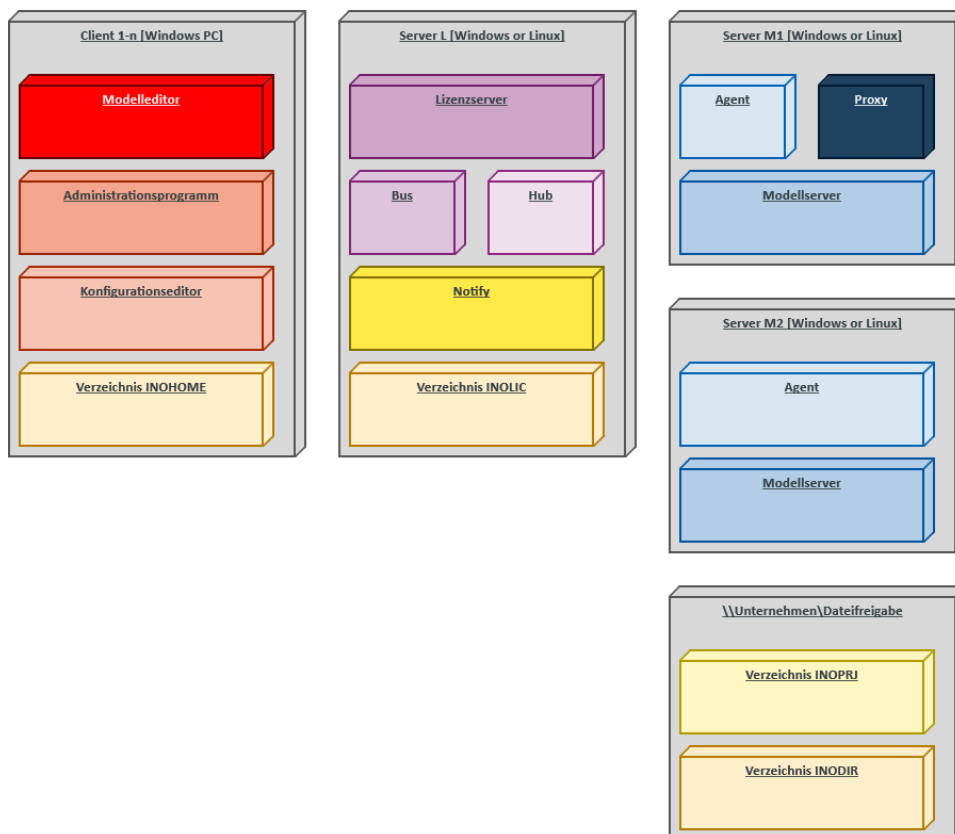 Client 1-n [Windows PC]
Modelleditor
Administrationsprogramm
Konfigurationseditor
Verzeichnis INOHOME
Server L [Windows or Linux]
Lizenzserver
Bus
Hub
Notify
Verzeichnis INOLIC
Server M1 [Windows or Linux]
Agent
Proxy
Modellserver
Server M2 [Windows or Linux]
Agent
Modellserver
\\Unternehmen\Dateifreigabe
Verzeichnis INOPRJ
Verzeichnis INODIR